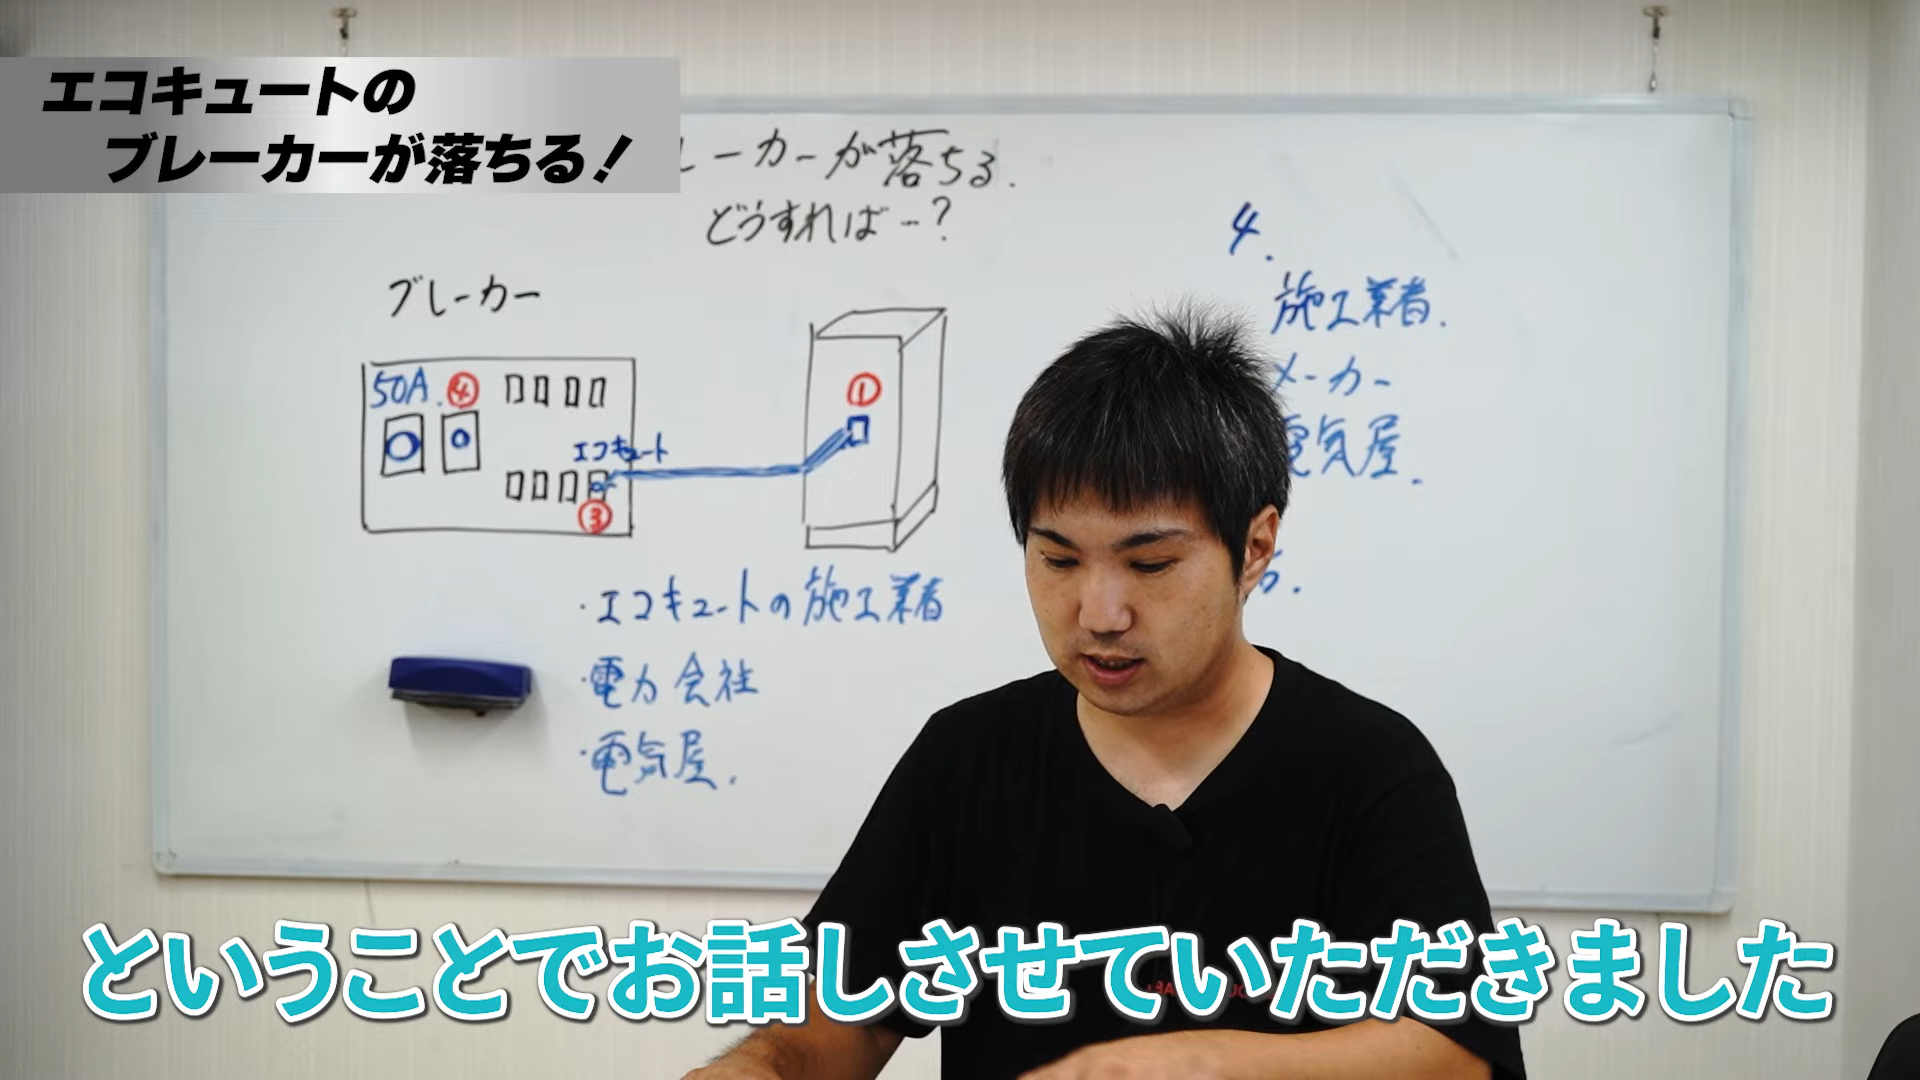 エコキュートの
ブレーカーが落ちる！
レーカーが落ちる.
どうすれば…？
ブレーカー
50A.
④
①
エコキュート
③
・エコキュートの施工業者
・電力会社
・電気屋.
4.
施工業者.
メーカー
電気屋.
ということでお話しさせていただきました